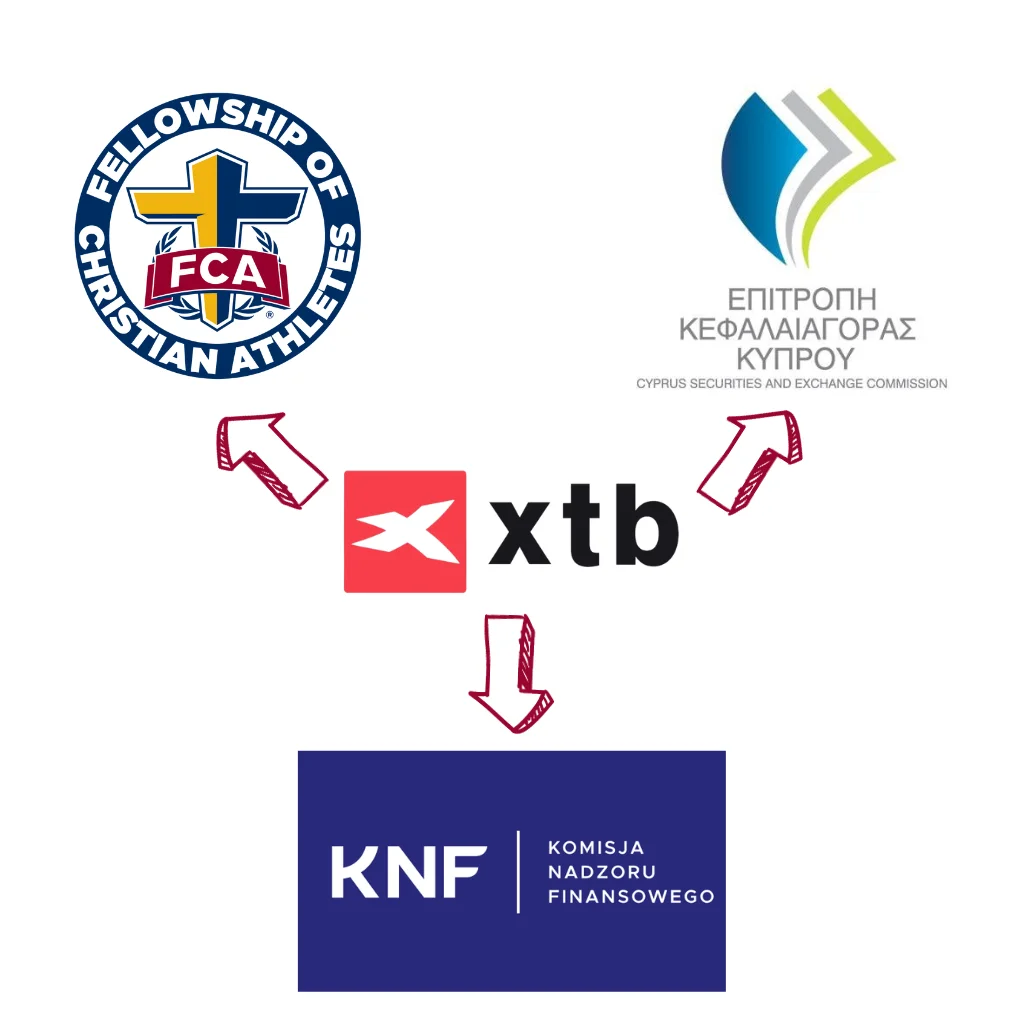 FELLOWSHIP OF
CHRISTIAN ATHLETES
FCA
®
ΕΠΙΤΡΟΠΗ
ΚΕΦΑΛΑΙΑΓΟΡΑΣ
ΚΥΠΡΟΥ
CYPRUS SECURITIES AND EXCHANGE COMMISSION
xtb
KNF
KOMISJA
NADZORU
FINANSOWEGO